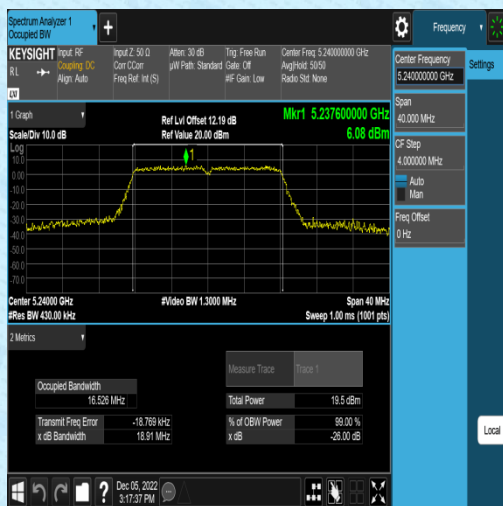 Spectrum Analyzer 1
Occupied BW
Frequency
KEYSIGHT
Input: RF
Input Z: 50 Ω
Atten: 30 dB
Trig: Free Run
Center Freq: 5.240000000 GHz
RL
Coupling: DC
Corr CCorr
µW Path: Standard
Gate: Off
Avg|Hold: 50/50
Align: Auto
Freq Ref: Int (S)
#IF Gain: Low
Radio Std: None
LXI
1 Graph
Ref Lvl Offset 12.19 dB
Mkr1 5.237600000 GHz
Scale/Div 10.0 dB
Ref Value 20.00 dBm
6.08 dBm
Log
10.0
0.00
-10.0
-20.0
-30.0
-40.0
-50.0
-60.0
-70.0
1
Center 5.24000 GHz
#Video BW 1.3000 MHz
Span 40 MHz
#Res BW 430.00 kHz
Sweep 1.00 ms (1001 pts)
2 Metrics
Measure Trace
Trace 1
Occupied Bandwidth
16.526 MHz
Total Power
19.5 dBm
Transmit Freq Error
-18.769 kHz
% of OBW Power
99.00 %
x dB Bandwidth
18.91 MHz
x dB
-26.00 dB
Dec 05, 2022
3:17:37 PM
Center Frequency
5.240000000 GHz
Settings
Span
40.000 MHz
CF Step
4.000000 MHz
Auto
Man
Freq Offset
0 Hz
Local